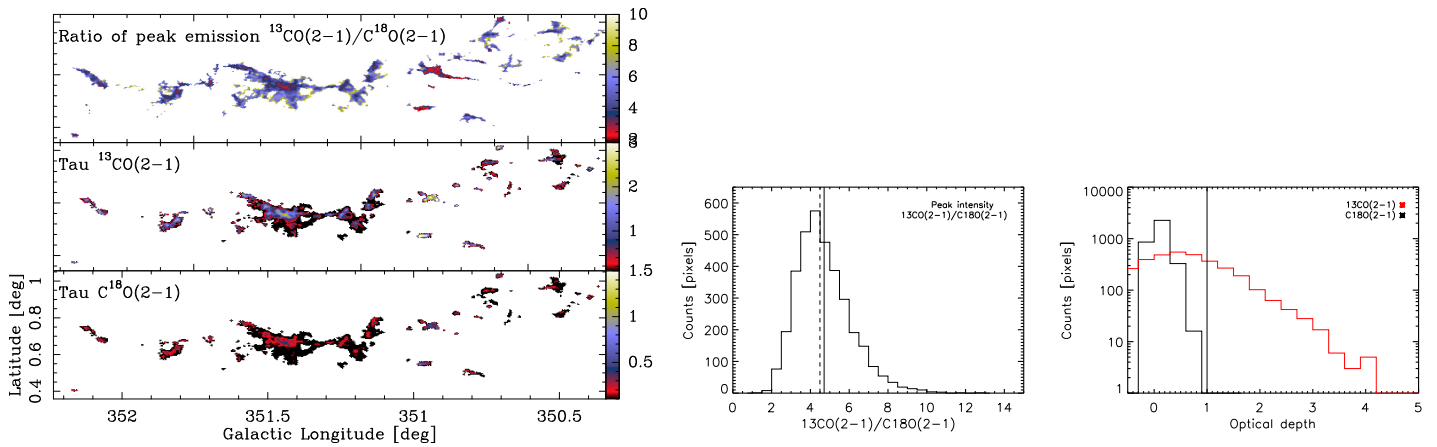 Ratio of peak emission ¹³CO(2−1)/C¹⁸O(2−1)
10
8
6
4
2
Tau ¹³CO(2−1)
3
2
1
Tau C¹⁸O(2−1)
1.5
1
0.5
Latitude [deg]
1
0.8
0.6
0.4
352
351.5
351
350.5
Galactic Longitude [deg]
Peak intensity
13CO(2−1)/C18O(2−1)
Counts [pixels]
600
500
400
300
200
100
0
0 2 4 6 8 10 12 14
13CO(2−1)/C18O(2−1)
13CO(2−1)
C18O(2−1)
Counts [pixels]
10000
1000
100
10
1
0 1 2 3 4 5
Optical depth